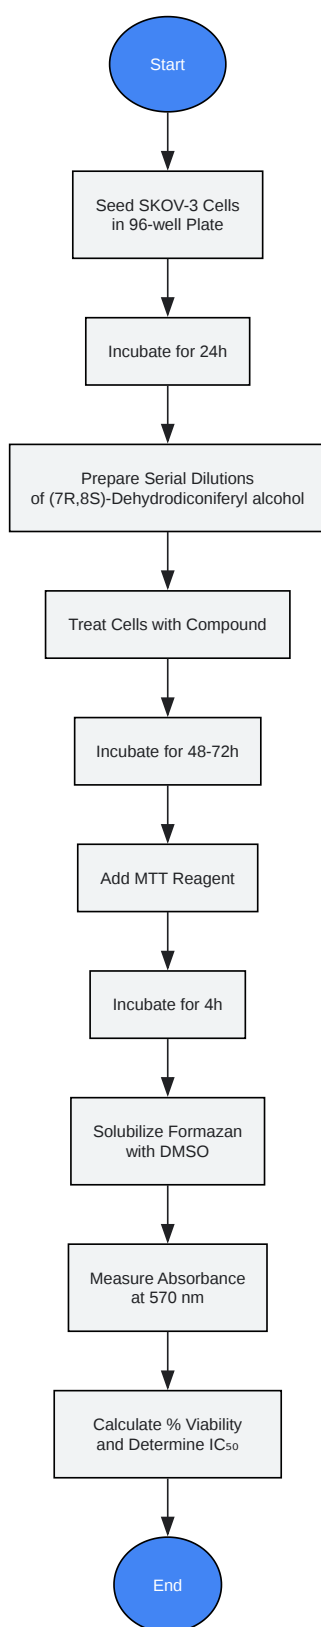 Start
Seed SKOV-3 Cells
in 96-well Plate
Incubate for 24h
Prepare Serial Dilutions
of (7R,8S)-Dehydrodiconiferyl alcohol
Treat Cells with Compound
Incubate for 48-72h
Add MTT Reagent
Incubate for 4h
Solubilize Formazan
with DMSO
Measure Absorbance
at 570 nm
Calculate % Viability
and Determine IC₅₀
End